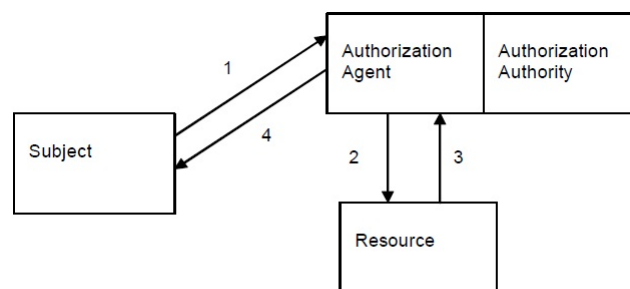 Authorization
Agent
Authorization
Authority
1
4
Subject
2
3
Resource